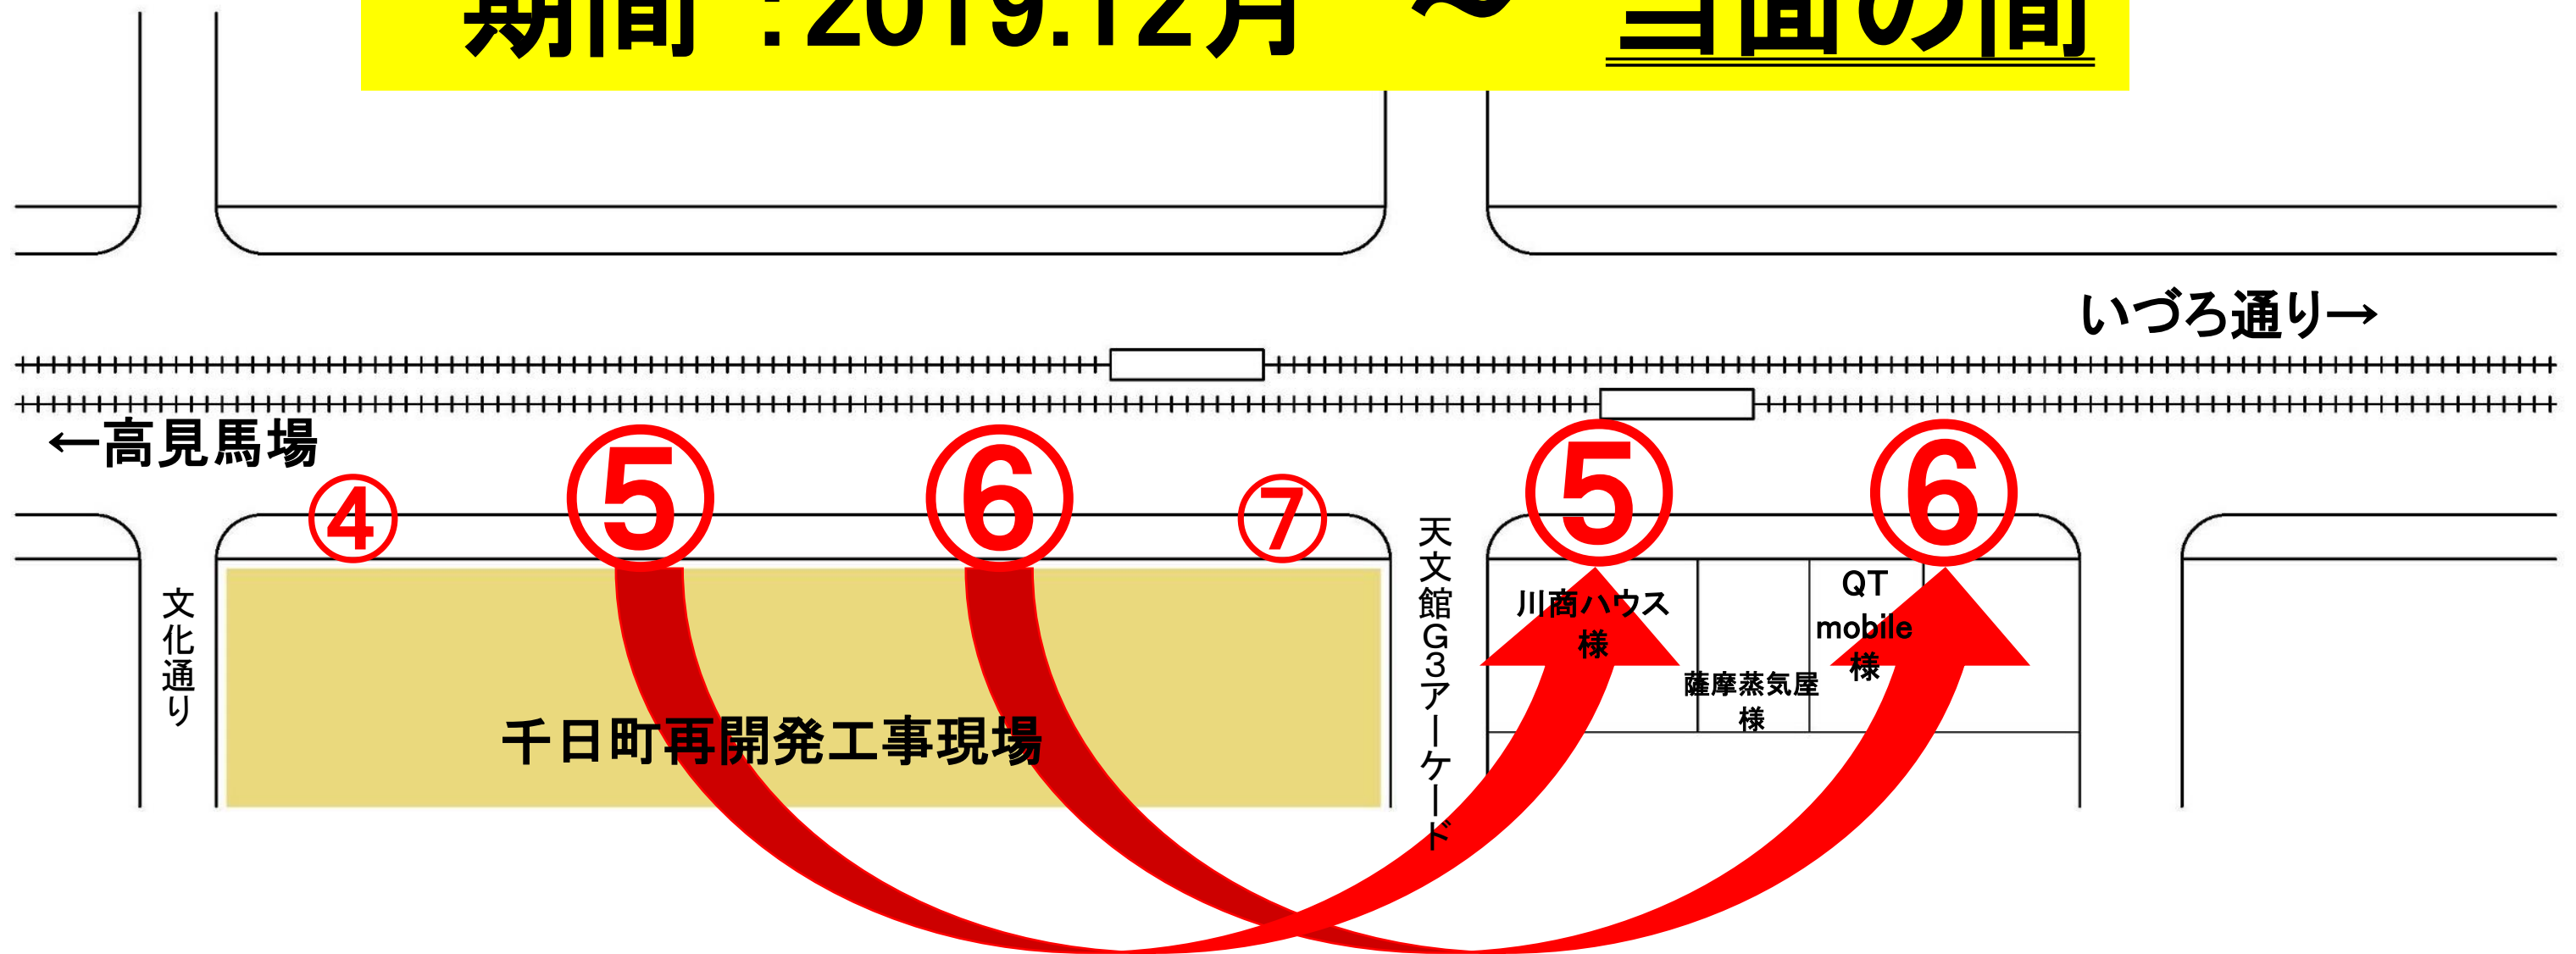 期間：2019.12月　～　当面の間
いづろ通り→
←高見馬場
④
⑤
⑥
⑦
⑤
⑥
文化通り
千日町再開発工事現場
天文館G3アーケード
川商ハウス
様
薩摩蒸気屋
様
QT
mobile
様